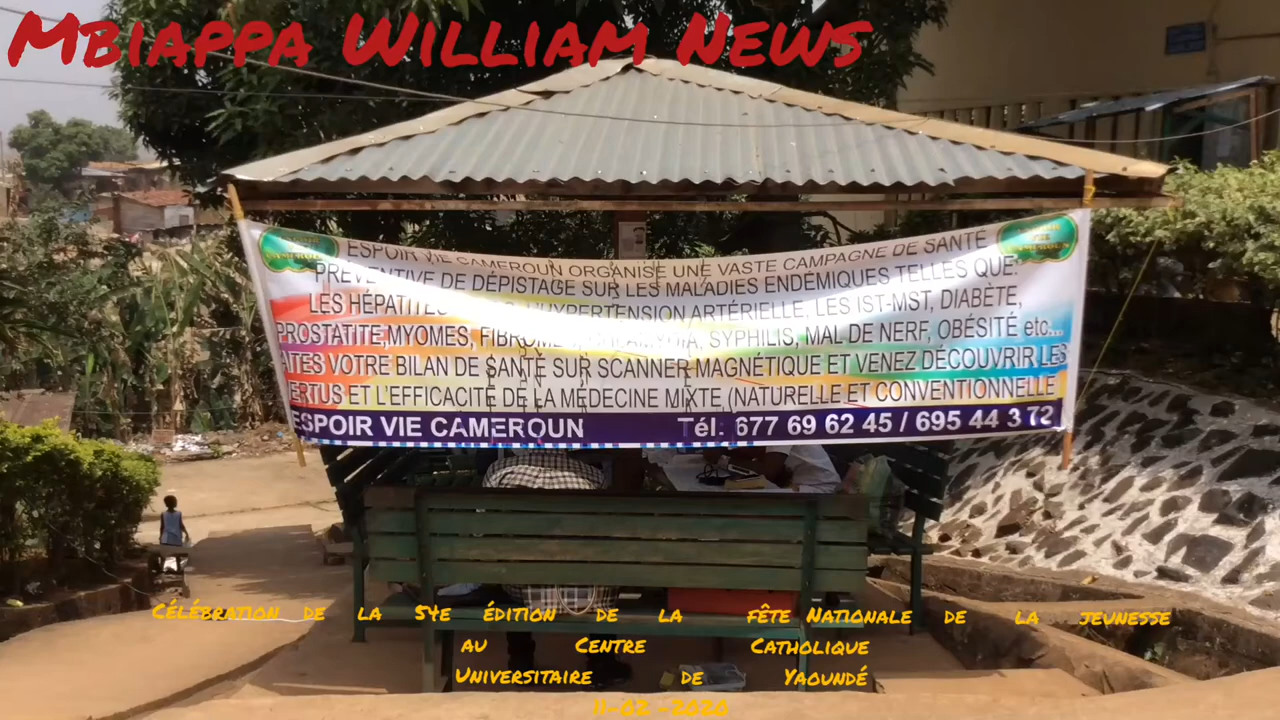 Mbiappa William News
ESPOIR VIE CAMEROUN ORGANISE UNE VASTE CAMPAGNE DE SANTÉ
PRÉVENTIVE DE DÉPISTAGE SUR LES MALADIES ENDÉMIQUES TELLES QUE:
LES HÉPATITES L'HYPERTENSION ARTÉRIELLE, LES IST-MST, DIABÈTE,
PROSTATITE,MYOMES, SYPHILIS, MAL DE NERF, OBÉSITÉ etc...
AITES VOTRE BILAN DE SANTÉ SUR SCANNER MAGNÉTIQUE ET VENEZ DÉCOUVRIR LES
ERTUS ET L'EFFICACITÉ DE LA MÉDECINE MIXTE (NATURELLE ET CONVENTIONNELLE
ESPOIR VIE CAMEROUN Tél: 677 69 62 45 / 695 44 3 72
Célébration de la 54e édition de la fête Nationale de la jeunesse
au Centre Catholique
Universitaire de Yaoundé
11-02-2020